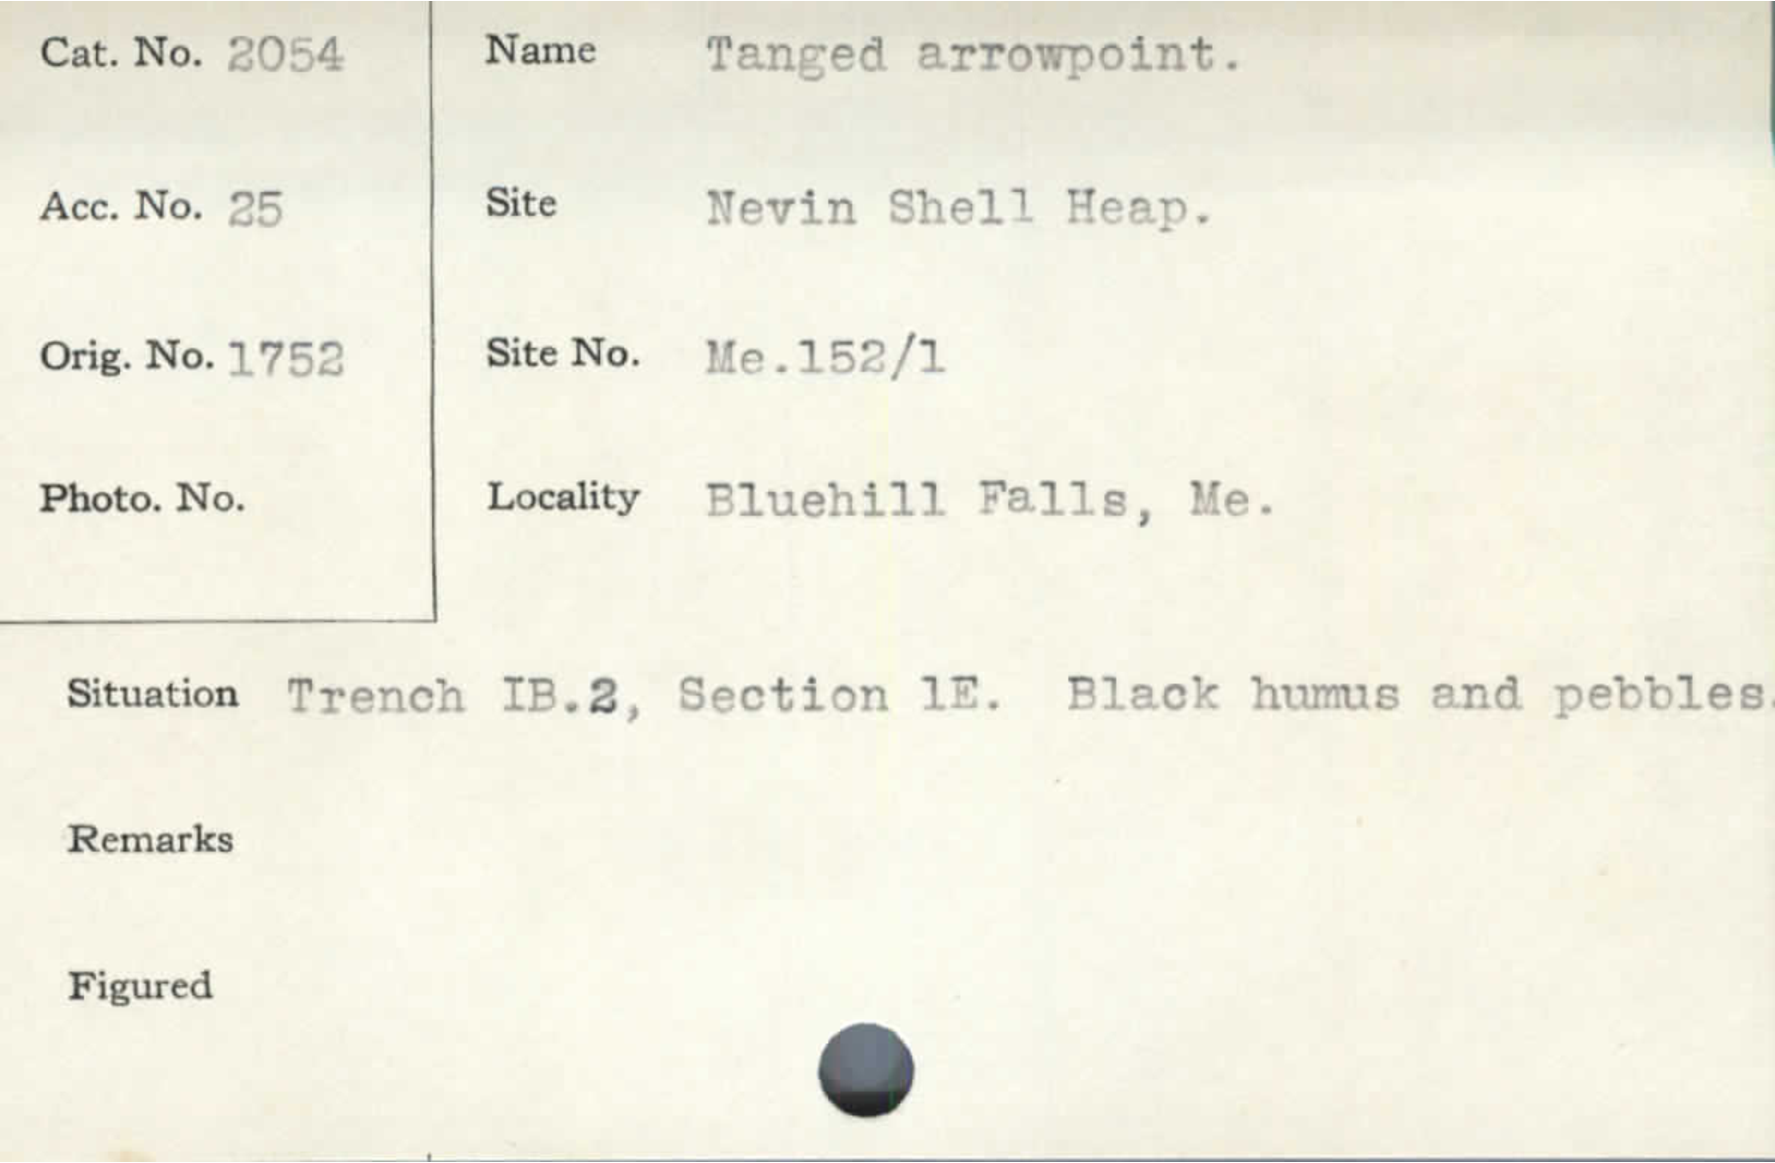 Cat. No. 2054
Name Tanged arrowpoint.
Acc. No. 25
Site Nevin Shell Heap.
Orig. No. 1752
Site No. Me.152/1
Photo. No.
Locality Bluehill Falls, Me.
Situation Trench IB.2, Section 1E. Black humus and pebbles.
Remarks
Figured